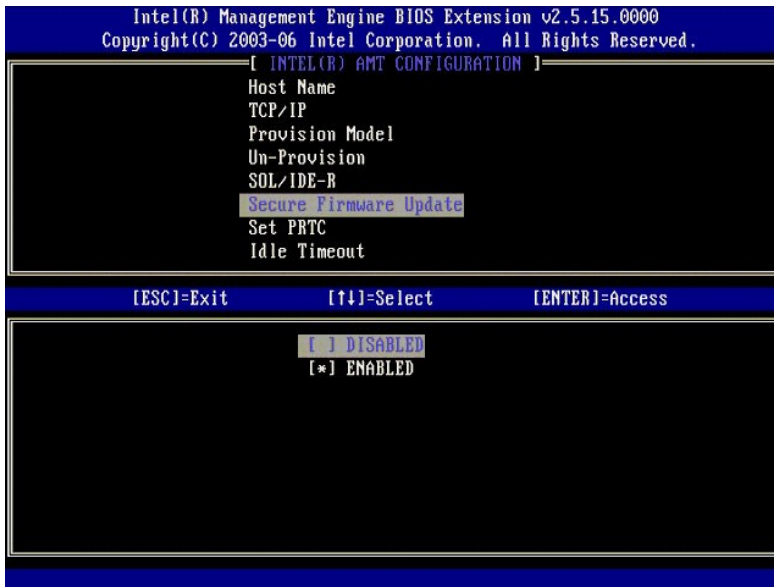 Intel(R) Management Engine BIOS Extension v2.5.15.0000
Copyright(C) 2003-06 Intel Corporation. All Rights Reserved.
[ INTEL(R) AMT CONFIGURATION ]
Host Name
TCP/IP
Provision Model
Un-Provision
SOL/IDE-R
Secure Firmware Update
Set PRTC
Idle Timeout
[ESC]=Exit [↑↓]=Select [ENTER]=Access
[ ] DISABLED
[*] ENABLED